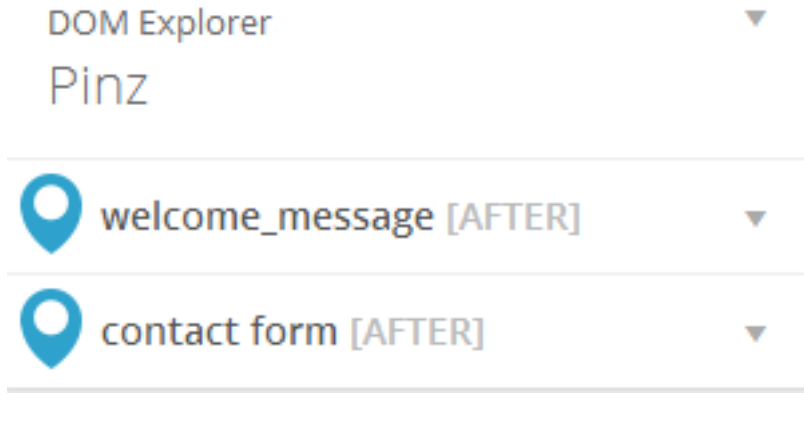 DOM Explorer
Pinz
welcome_message [AFTER]
contact form [AFTER]